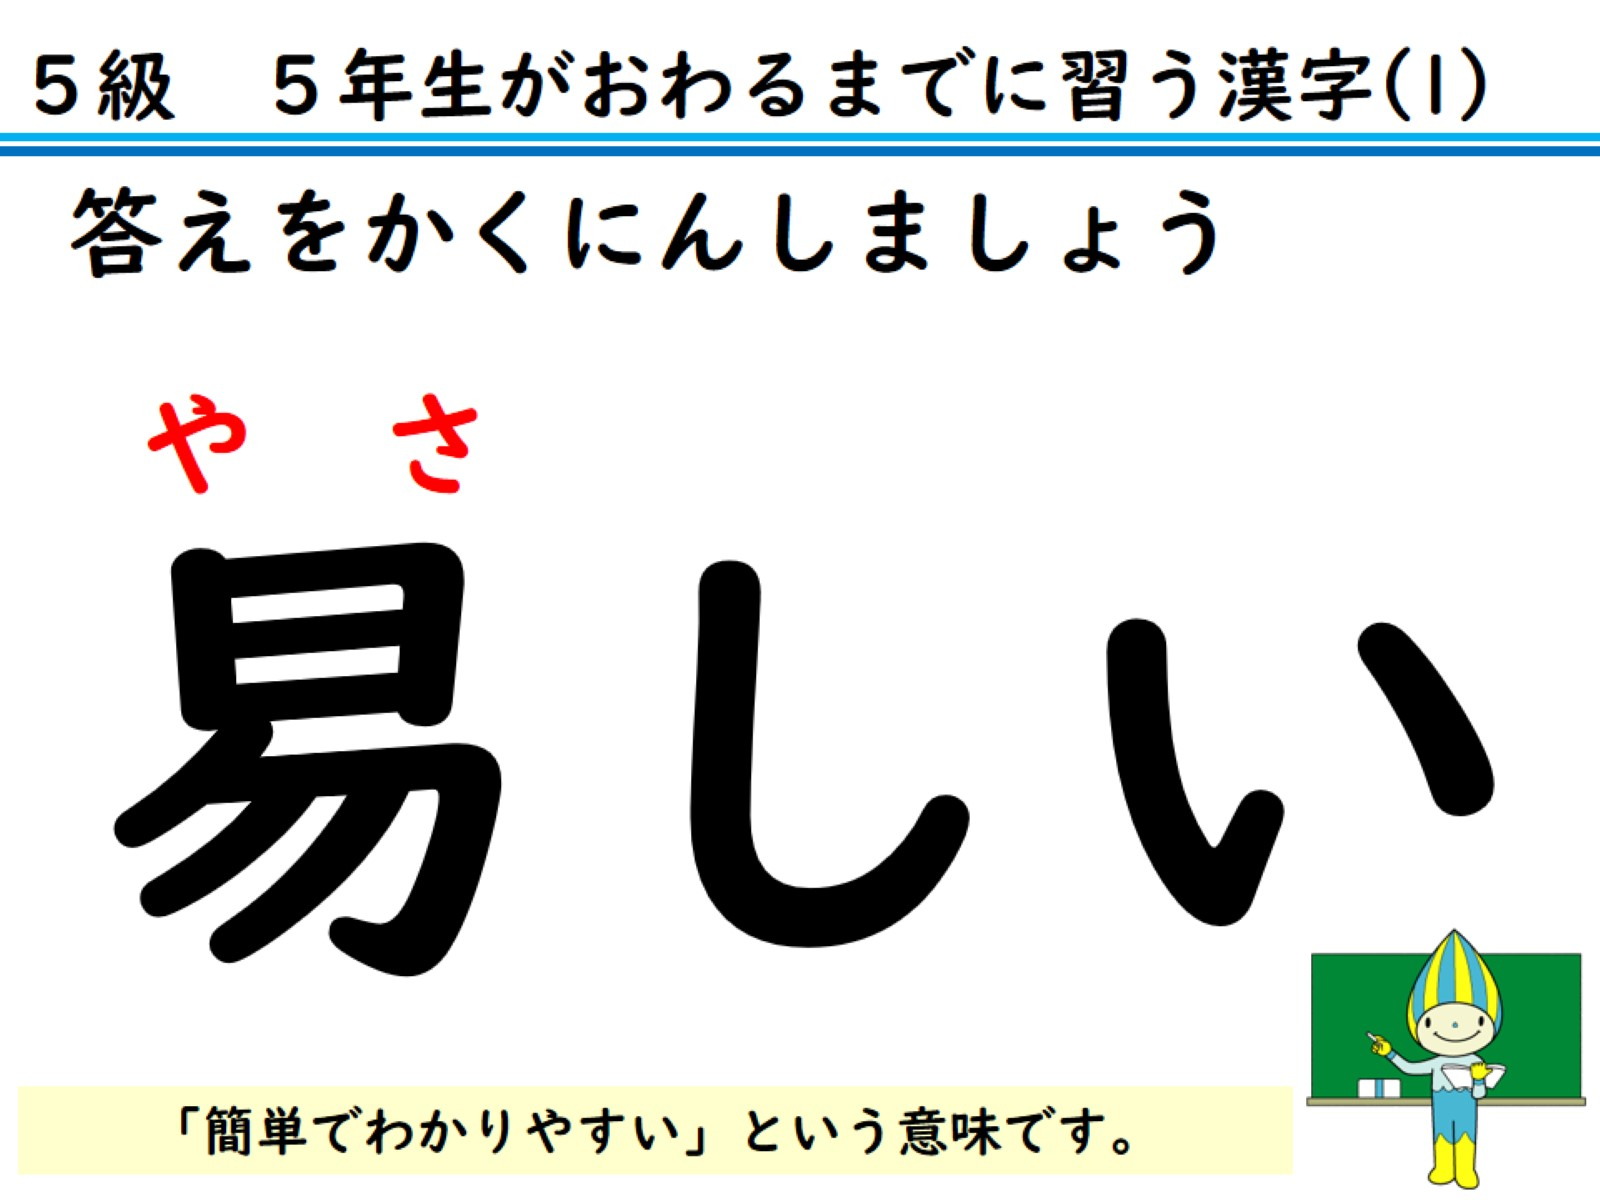 ５級　５年生がおわるまでに習う漢字(1)
答えをかくにんしましょう
やさ
易しい
「簡単でわかりやすい」という意味です。